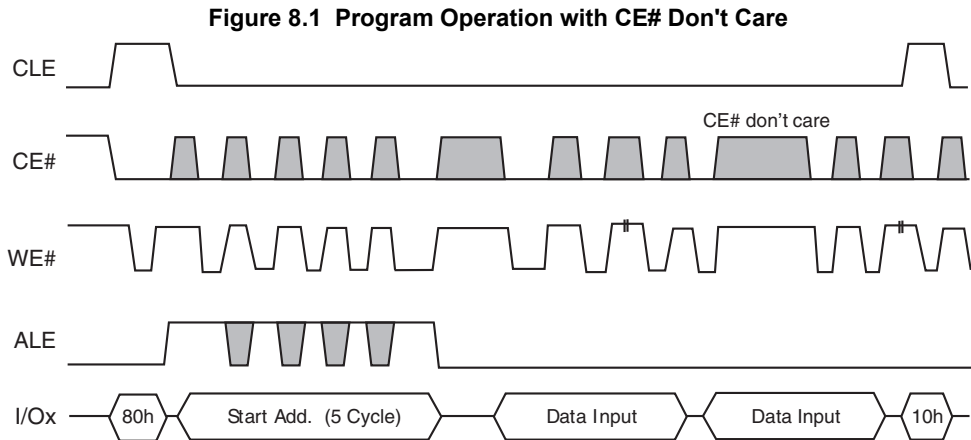 Figure 8.1 Program Operation with CE# Don't Care
CLE
CE# don't care
CE#
WE#
ALE
I/Ox
80h
Start Add. (5 Cycle)
Data Input
Data Input
10h